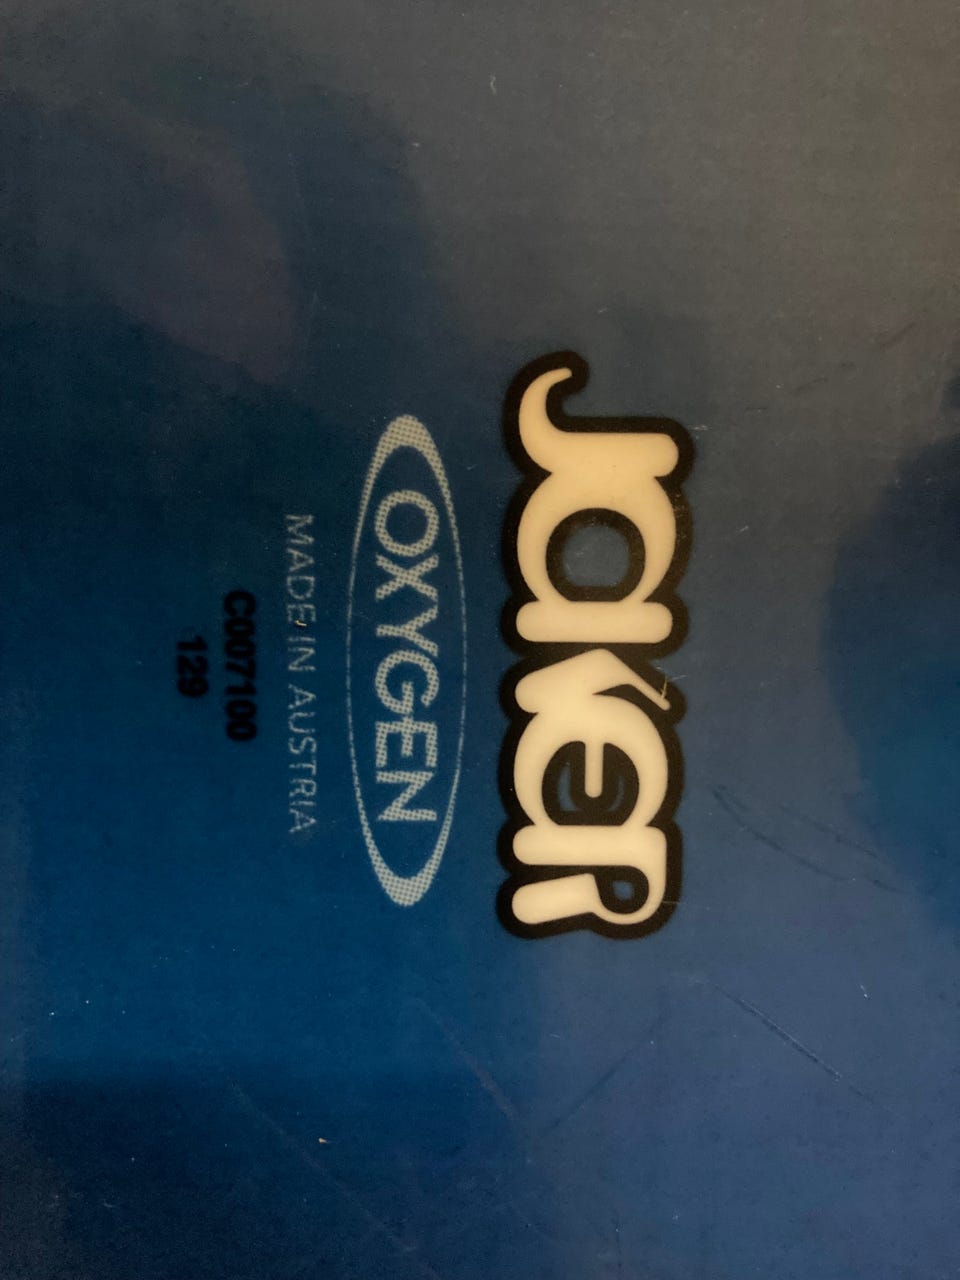 JOKER
OXYGEN
MADE IN AUSTRIA
C007100
129